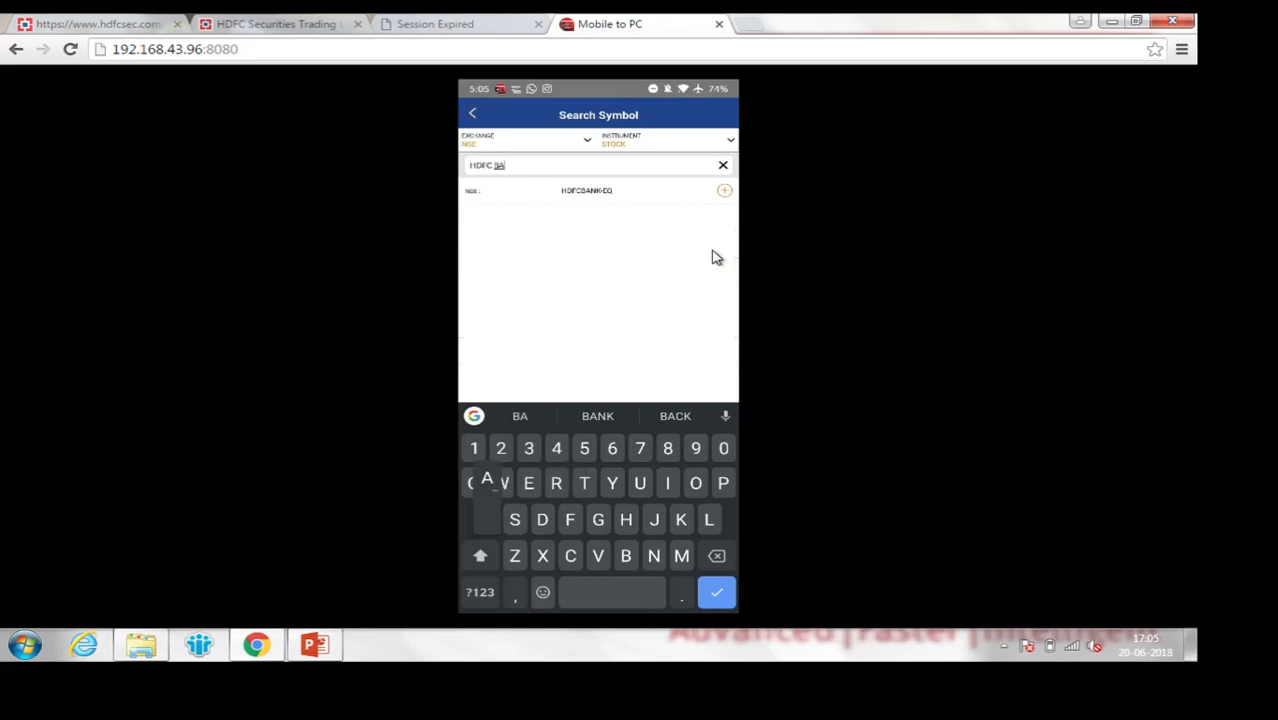 https://www.hdfcsec.com
HDFC Securities Trading
Session Expired
Mobile to PC
192.168.43.96:8080
5:05
74%
Search Symbol
EXCHANGE
NSE
INSTRUMENT
STOCK
HDFC BA
NSE :
HDFCBANK-EQ
BA
BANK
BACK
1 2 3 4 5 6 7 8 9 0
A W E R T Y U I O P
S D F G H J K L
Z X C V B N M
?123 , .
Advanced | Faster |
17:05
20-06-2018